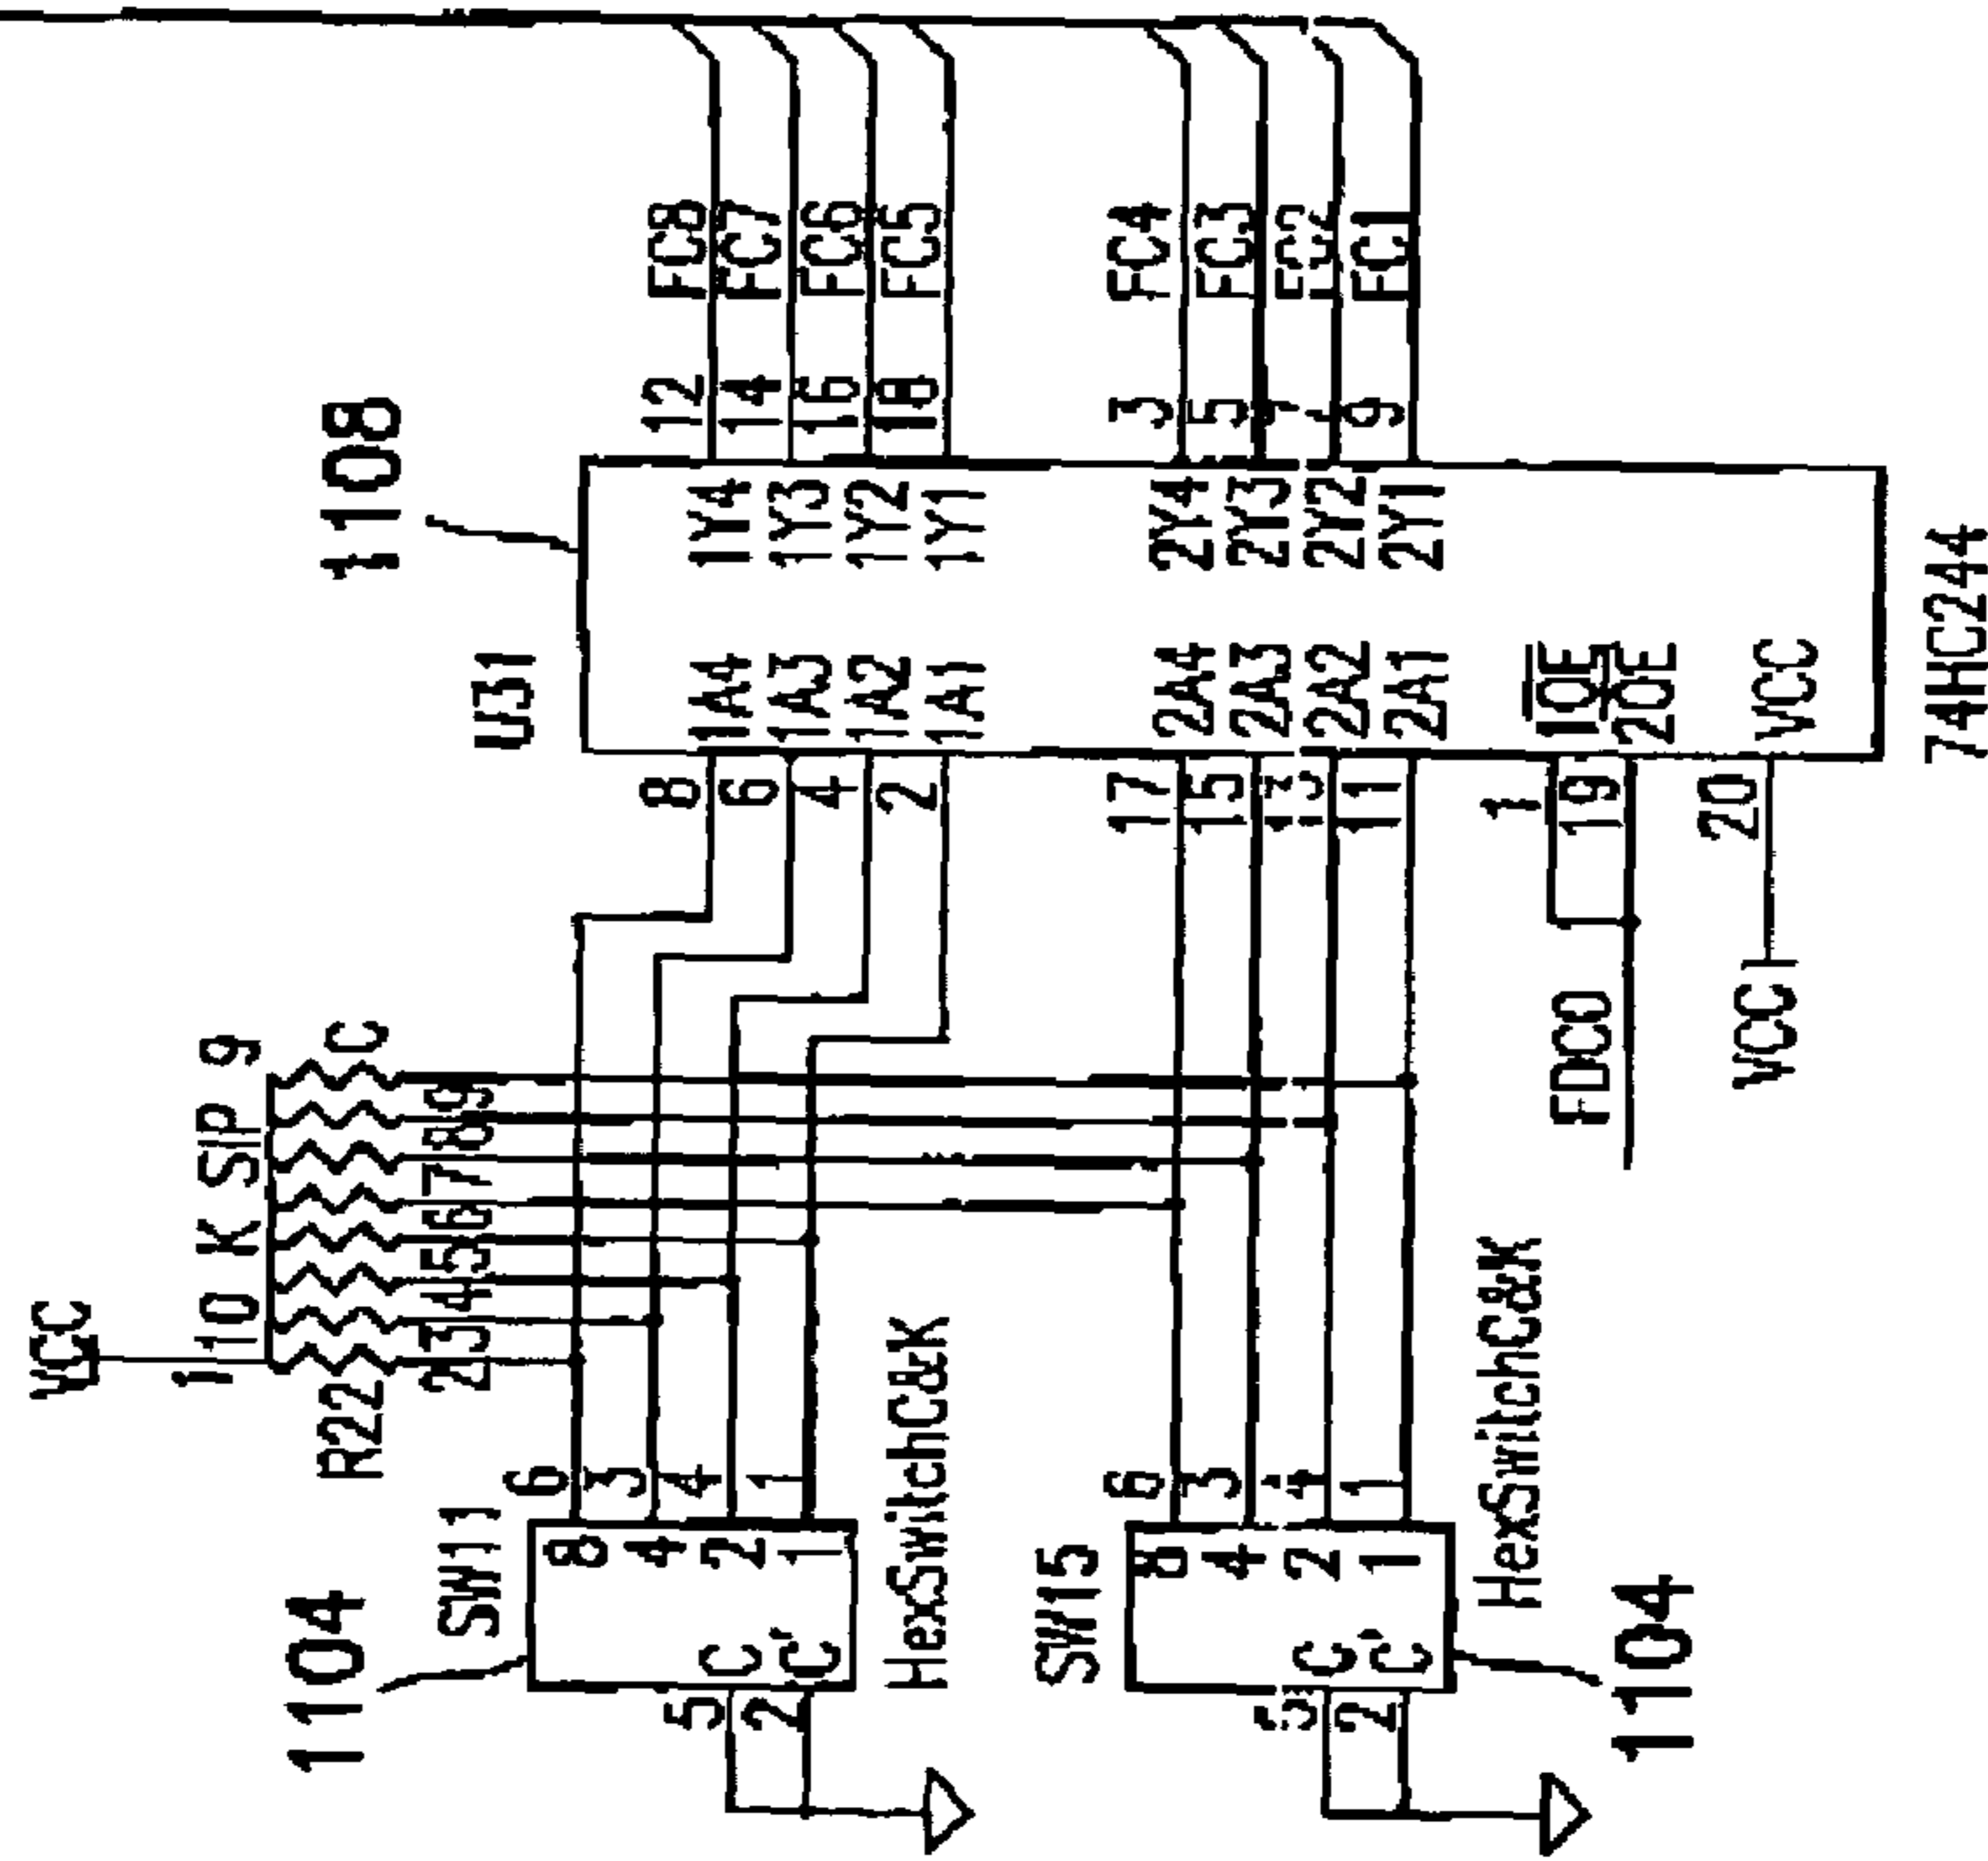 VCC
1
10 K SIP 9
R22
C
2 3 4 5 6 7 8 9
1104
SW11
8 6
4 3
2 4
1 1
C 5
C' 2
HexSwitchC&K
SW15
8 6
4 3
2
1 1
C
C' 2
HexSwitchC&K
1104
1108
U31
8 1A4 1Y4 12 FC8
6 1A3 1Y3 14 FC7
4 1A2 1Y2 16 FC6
2 1A1 1Y1 18 FC5
17 2A4 2Y4 3 FC4
15 2A3 2Y3 5 FC3
13 2A2 2Y2
11 2A1 2Y1 9 FC1
1 1OE
19 2OE
FDC0
VCC 20 VCC
74HC244